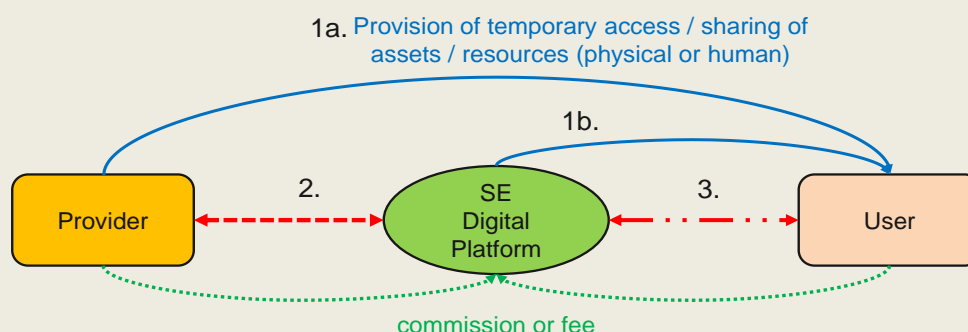 1a. Provision of temporary access / sharing of
assets / resources (physical or human)
1b.
2.
3.
Provider
SE
Digital
Platform
User
commission or fee